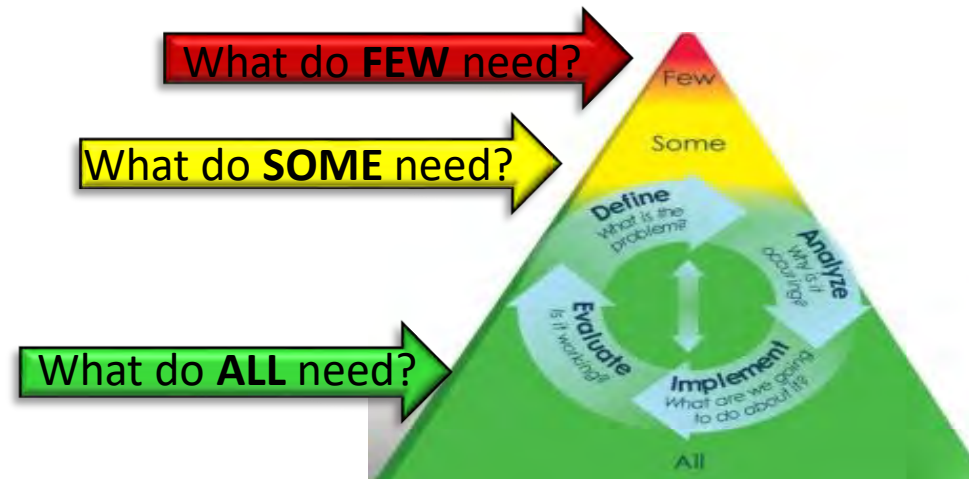 What do FEW need?
Few
What do SOME need?
Some
Define
What is the
problem?
Analyze
Why is it
occuring?
Implement
What are we going
to do about it?
Evaluate
Is it working?
What do ALL need?
All